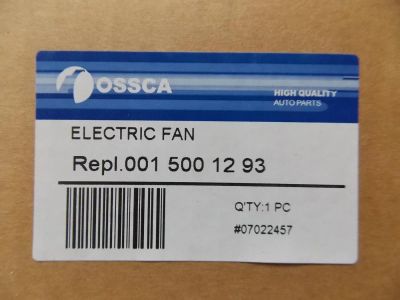 OSSCA
HIGH QUALITY
AUTO PARTS
ELECTRIC FAN
Repl.001 500 12 93
Q'TY:1 PC
#07022457